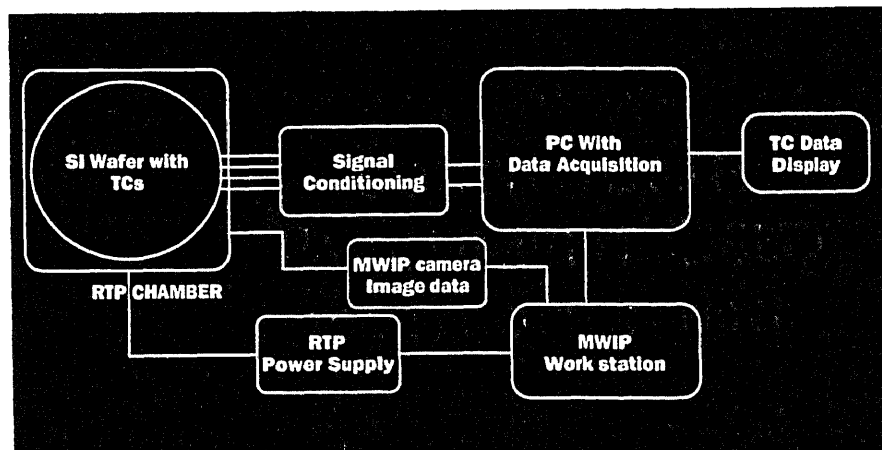 SI Wafer with
TCs
Signal
Conditioning
PC With
Data Acquisition
TC Data
Display
MWIP camera
Image data
RTP CHAMBER
RTP
Power Supply
MWIP
Work station